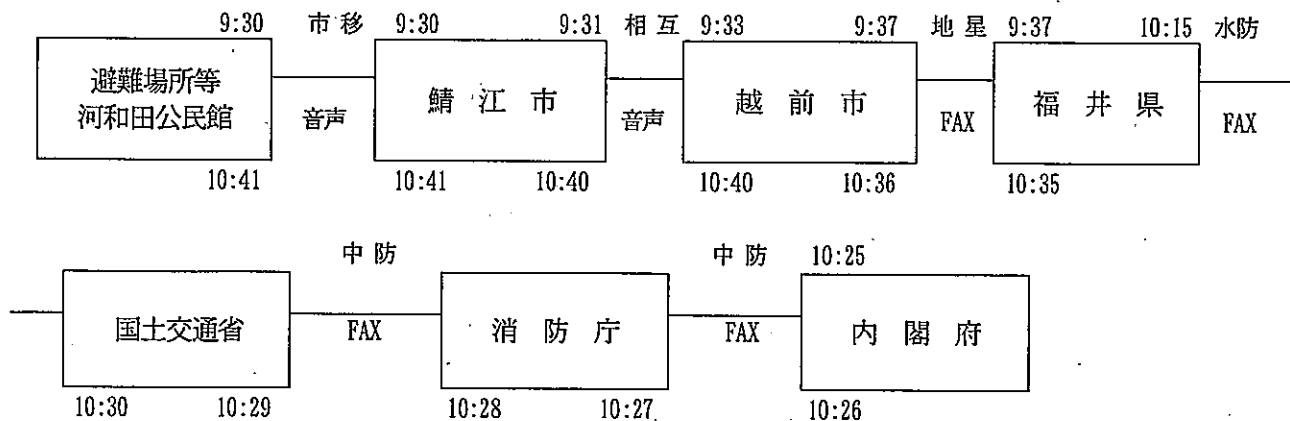 9:30 市移 9:30 9:31 相互 9:33 9:37 地星 9:37 10:15 水防
避難場所等
河和田公民館
音声 鯖江市 音声 越前市 FAX 福井県 FAX
10:41 10:41 10:40 10:40 10:36 10:35
中防 中防 10:25
国土交通省 FAX 消防庁 FAX 内閣府
10:30 10:29 10:28 10:27 10:26